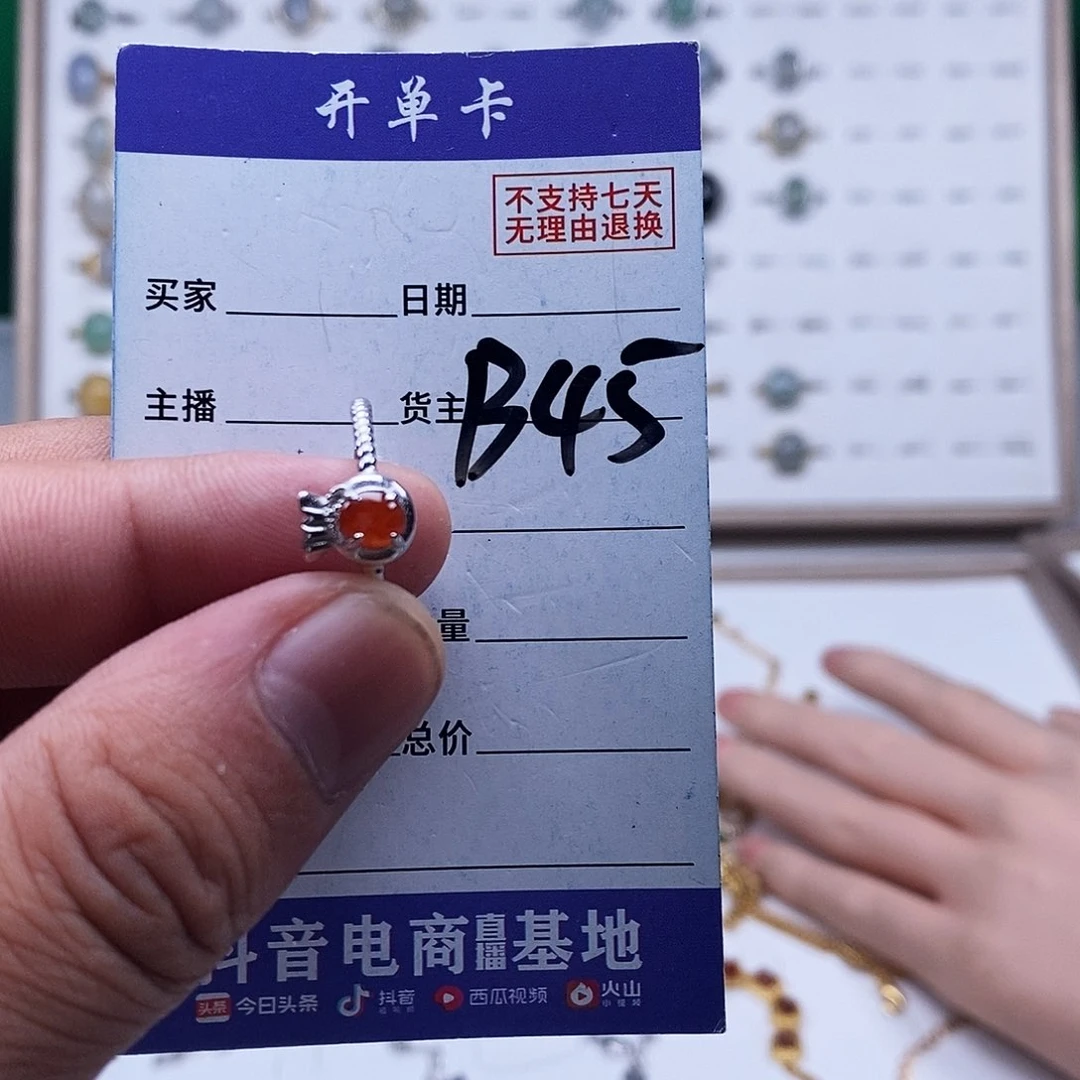 开单卡
不支持七天
无理由退换
买家 日期
主播 货主 B45
量
总价
抖音电商直播基地
头条 今日头条 抖音 西瓜视频 火山